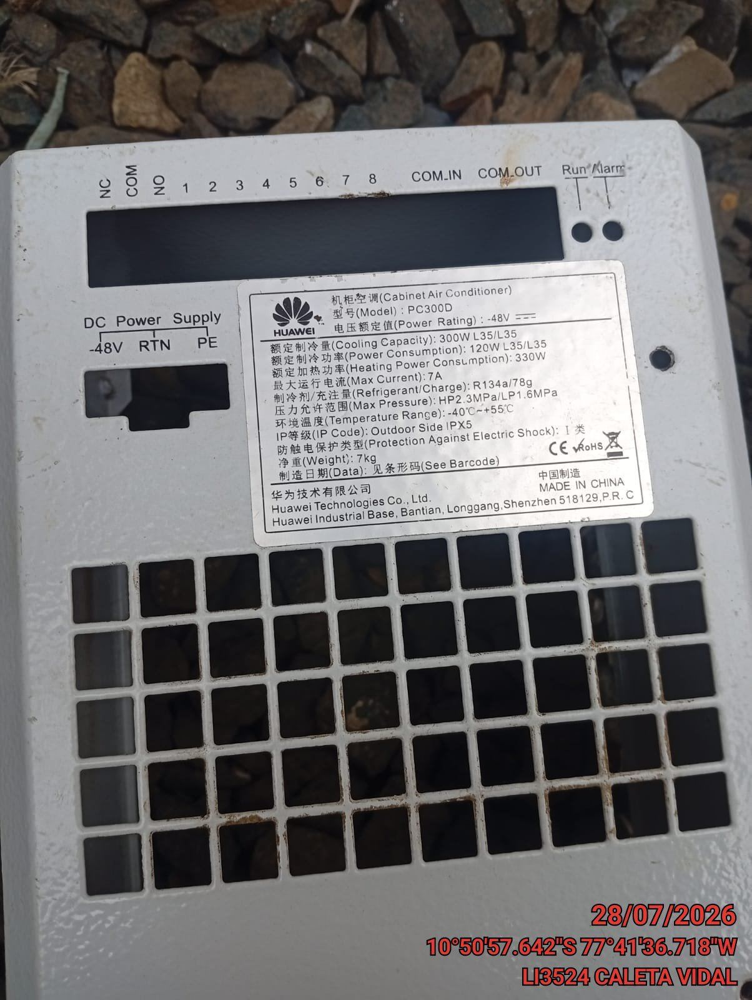 NC COM NO 1 2 3 4 5 6 7 8 COM-IN COM-OUT Run Alarm
DC Power Supply
-48V RTN PE
HUAWEI
机柜空调(Cabinet Air Conditioner)
型号(Model) : PC300D
电压额定值(Power Rating) : -48V
额定制冷量(Cooling Capacity): 300W L35/L35
额定制冷功率(Power Consumption): 120W L35/L35
额定加热功率(Heating Power Consumption): 330W
最大运行电流(Max Current): 7A
制冷剂/充注量(Refrigerant/Charge): R134a/78g
压力允许范围(Max Pressure): HP2.3MPa/LP1.6MPa
环境温度(Temperature Range): -40℃~+55℃
IP等级(IP Code): Outdoor Side IPX5
防触电保护类型(Protection Against Electric Shock): I 类
净重(Weight): 7kg
CE RoHS
制造日期(Data): 见条形码(See Barcode)
华为技术有限公司
中国制造
Huawei Technologies Co., Ltd.
MADE IN CHINA
Huawei Industrial Base, Bantian, Longgang,Shenzhen 518129,P.R. C
28/07/2026
10°50'57.642"S 77°41'36.718"W
LI3524 CALETA VIDAL